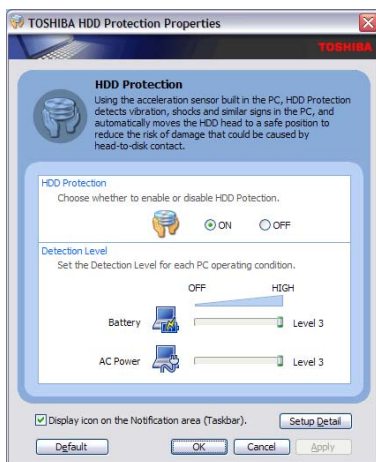 TOSHIBA HDD Protection Properties
TOSHIBA
HDD Protection
Using the acceleration sensor built in the PC, HDD Protection
detects vibration, shocks and similar signs in the PC, and
automatically moves the HDD head to a safe position to
reduce the risk of damage that could be caused by
head-to-disk contact.
HDD Protection
Choose whether to enable or disable HDD Potection.
ON OFF
Detection Level
Set the Detection Level for each PC operating condition.
OFF HIGH
Battery Level 3
AC Power Level 3
Display icon on the Notification area (Taskbar). Setup Detail
Default OK Cancel Apply